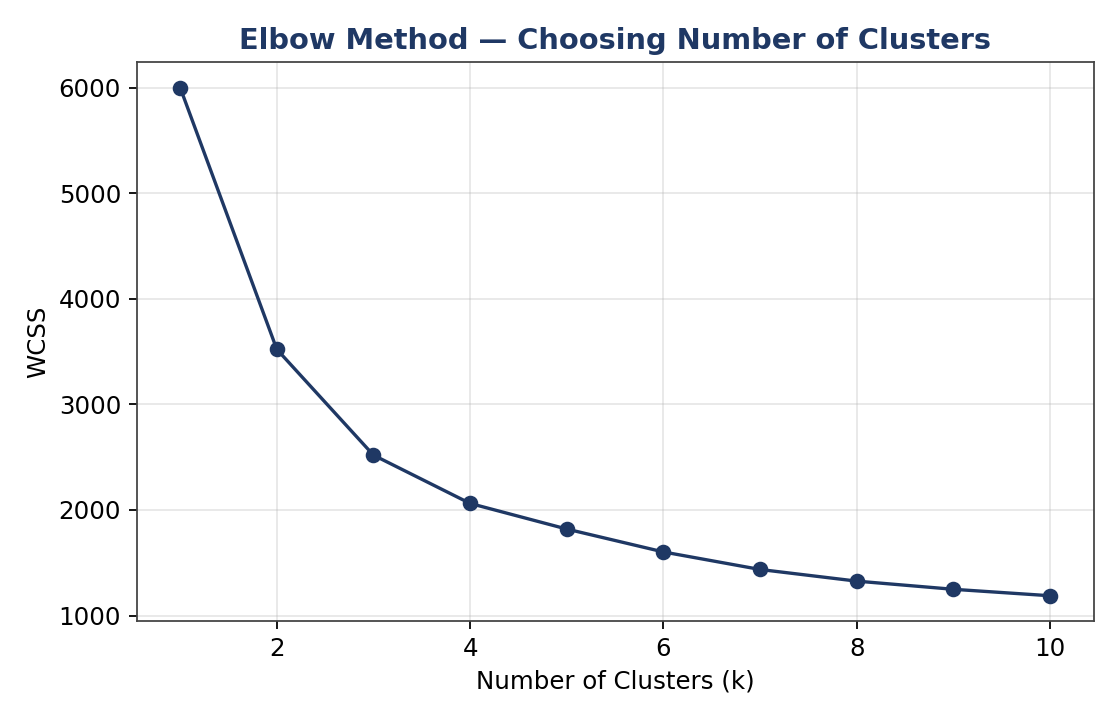 Elbow Method — Choosing Number of Clusters
6000
5000
4000
3000
2000
1000
WCSS
2 4 6 8 10
Number of Clusters (k)